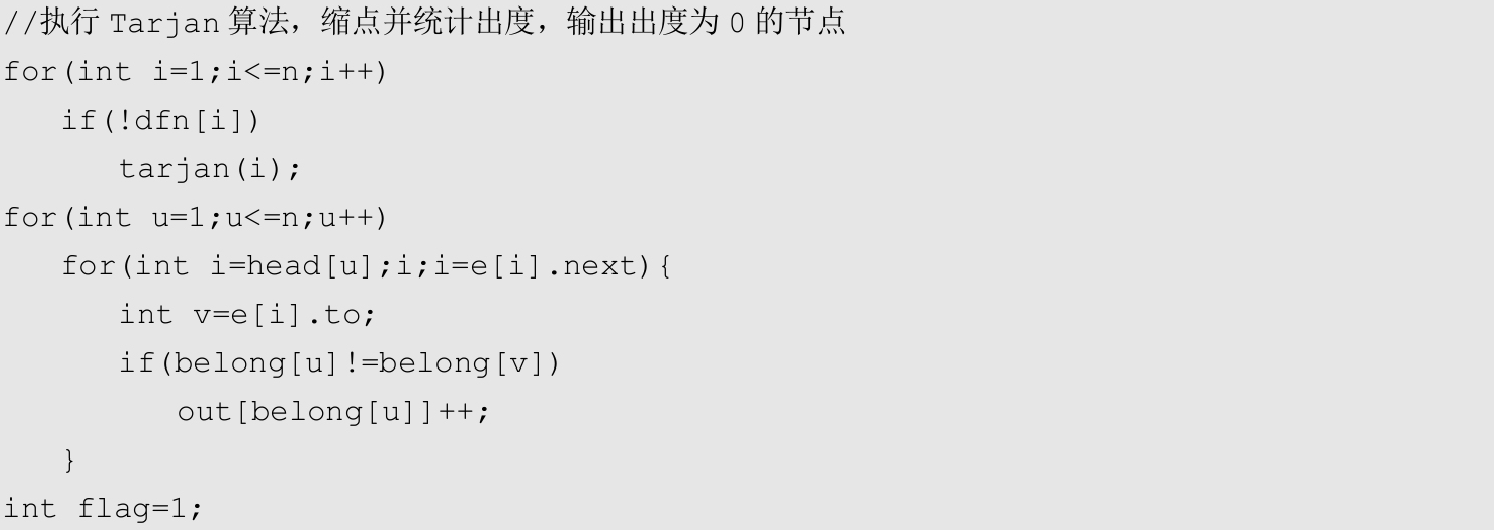 //执行 Tarjan 算法，缩点并统计出度，输出出度为 0 的节点
for(int i=1;i<=n;i++)
   if(!dfn[i])
      tarjan(i);
for(int u=1;u<=n;u++)
   for(int i=head[u];i;i=e[i].next){
      int v=e[i].to;
      if(belong[u]!=belong[v])
         out[belong[u]]++;
   }
int flag=1;